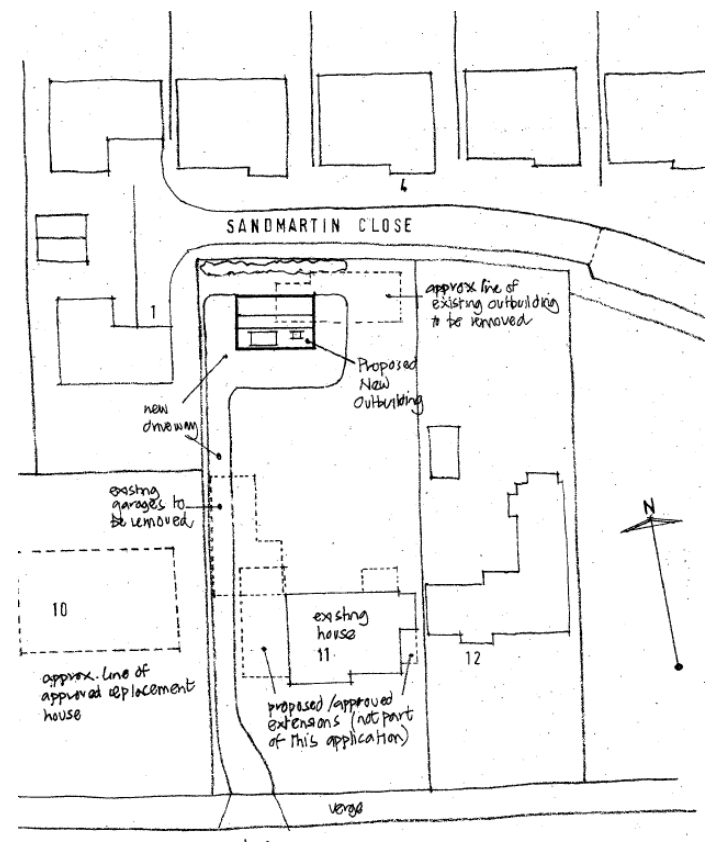 4
SANDMARTIN CLOSE
approx. line of
existing outbuilding
to be removed
1
Proposed
New
Outbuilding
new
driveway
existing
garages to
be removed
N
10
existing
house
11
12
approx. line of
approved replacement
house
proposed/approved
extensions (not part
of this application)
verge